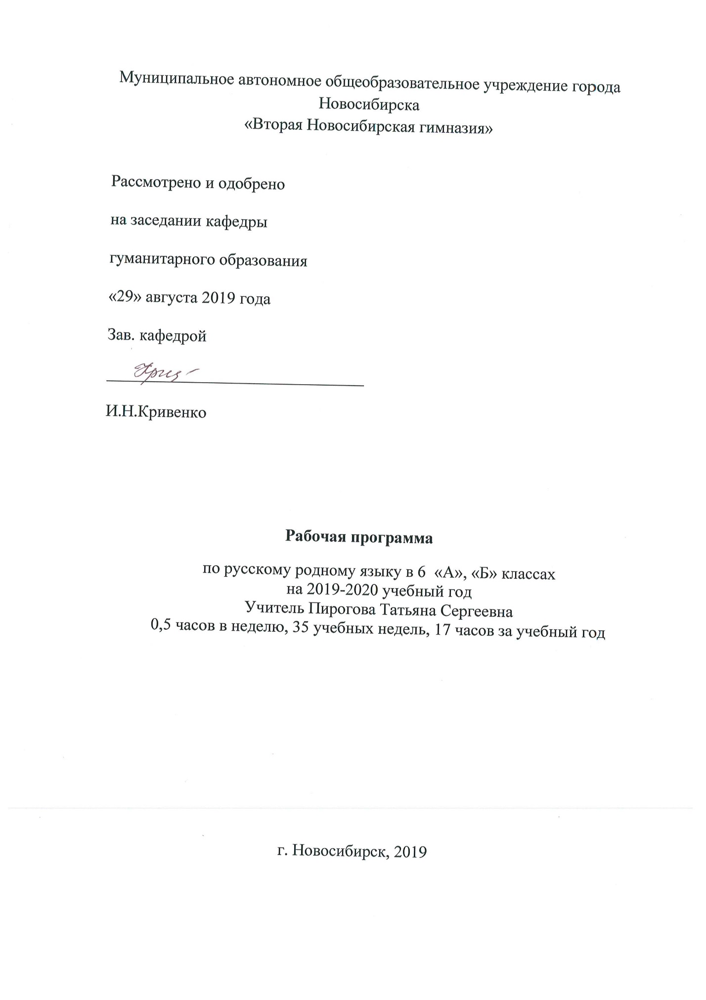 Муниципальное автономное общеобразовательное учреждение города
Новосибирска
«Вторая Новосибирская гимназия»
Рассмотрено и одобрено
на заседании кафедры
гуманитарного образования
«29» августа 2019 года
Зав. кафедрой
И.Н.Кривенко
Рабочая программа
по русскому родному языку в 6  «А», «Б» классах
на 2019-2020 учебный год
Учитель Пирогова Татьяна Сергеевна
0,5 часов в неделю, 35 учебных недель, 17 часов за учебный год
г. Новосибирск, 2019